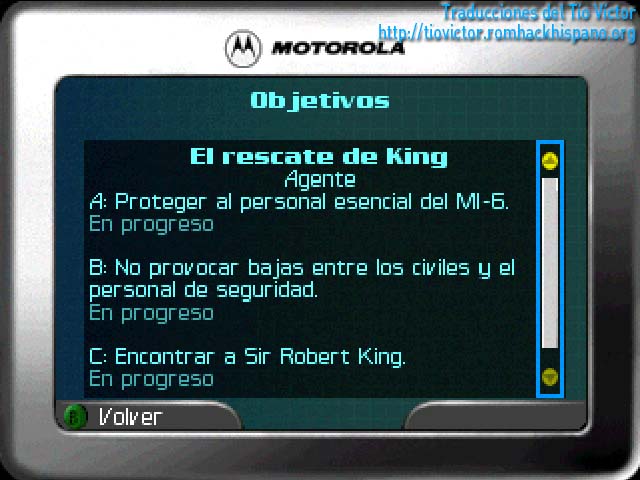 Traducciones del Tío Víctor
http://tiovictor.romhackhispano.org
MOTOROLA
Objetivos
El rescate de King
Agente
A: Proteger al personal esencial del MI-6.
En progreso
B: No provocar bajas entre los civiles y el
personal de seguridad.
En progreso
C: Encontrar a Sir Robert King.
En progreso
B Volver